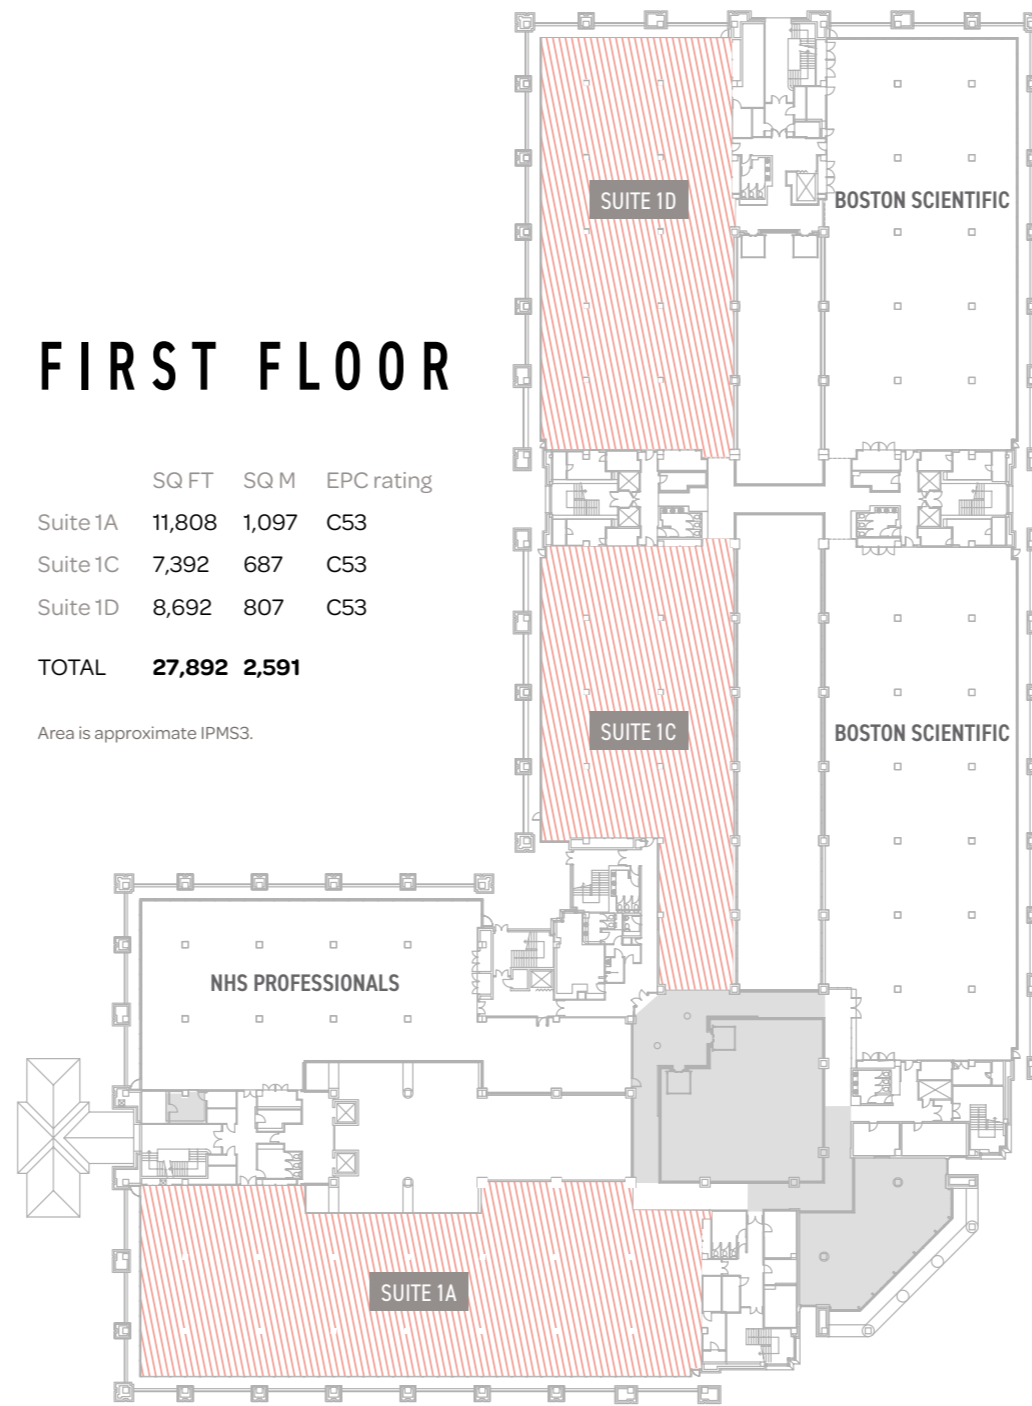 FIRST FLOOR
SQ FT SQ M EPC rating
Suite 1A 11,808 1,097 C53
Suite 1C 7,392 687 C53
Suite 1D 8,692 807 C53
TOTAL 27,892 2,591
Area is approximate IPMS3.
SUITE 1D
BOSTON SCIENTIFIC
SUITE 1C
BOSTON SCIENTIFIC
NHS PROFESSIONALS
SUITE 1A